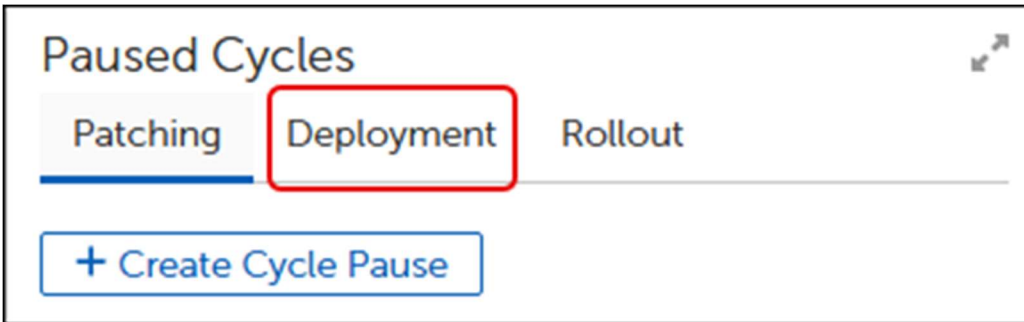 Paused Cycles
Patching Deployment Rollout
+ Create Cycle Pause